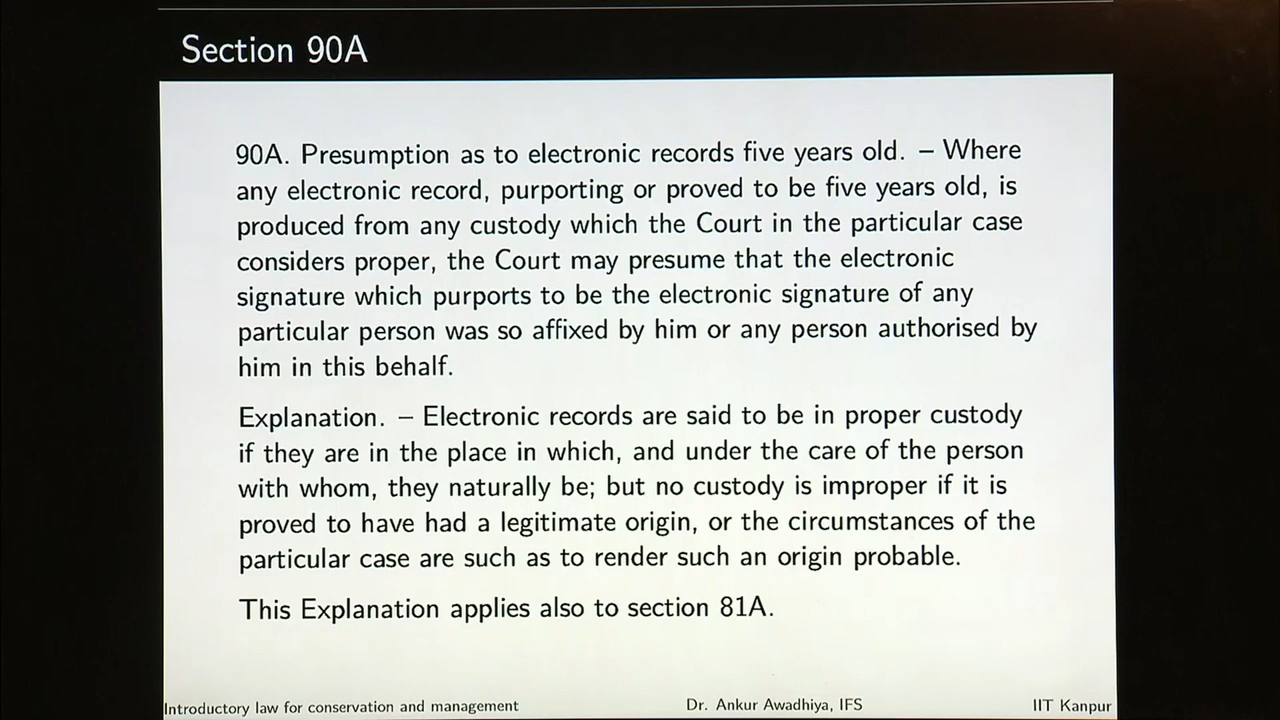 Section 90A
90A. Presumption as to electronic records five years old. – Where
any electronic record, purporting or proved to be five years old, is
produced from any custody which the Court in the particular case
considers proper, the Court may presume that the electronic
signature which purports to be the electronic signature of any
particular person was so affixed by him or any person authorised by
him in this behalf.
Explanation. – Electronic records are said to be in proper custody
if they are in the place in which, and under the care of the person
with whom, they naturally be; but no custody is improper if it is
proved to have had a legitimate origin, or the circumstances of the
particular case are such as to render such an origin probable.
This Explanation applies also to section 81A.
Introductory law for conservation and management Dr. Ankur Awadhiya, IFS IIT Kanpur